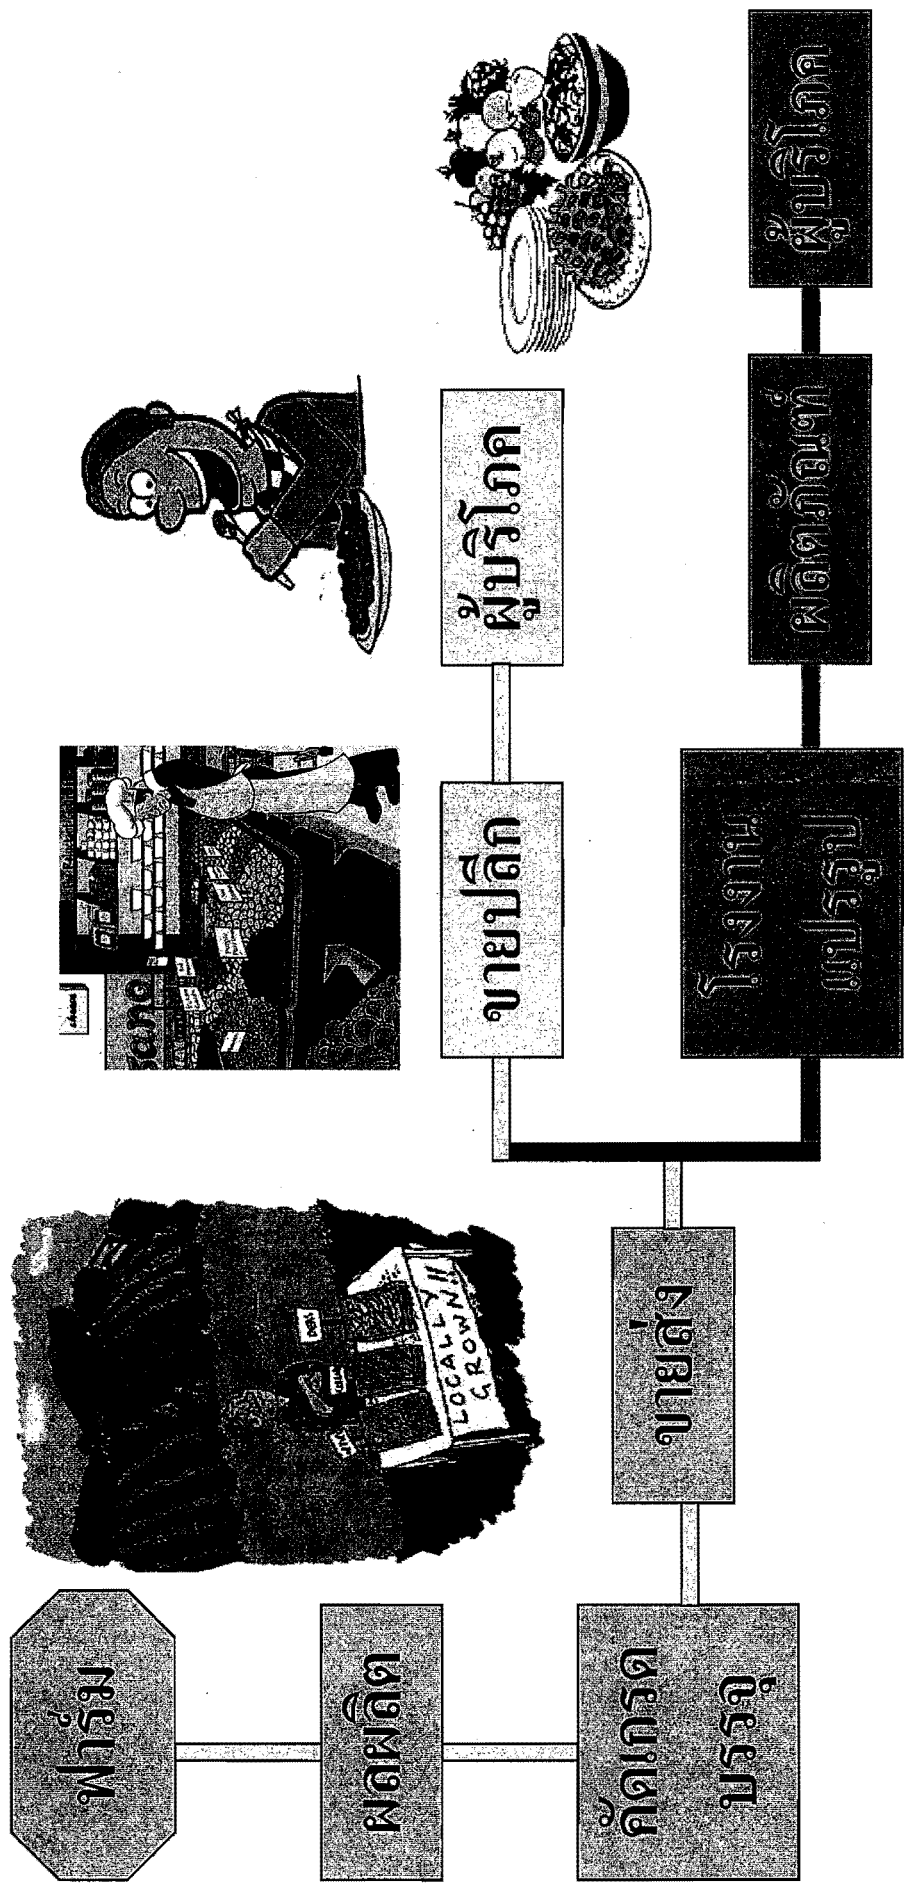 ฟาร์ม
ผลผลิต
คัดเกรด
บรรจุ
LOCALLY
GROWN!!
ขายส่ง
ขายปลีก
ผู้บริโภค
โรงงาน
แปรรูป
ผลิตภัณฑ์
ผู้บริโภค